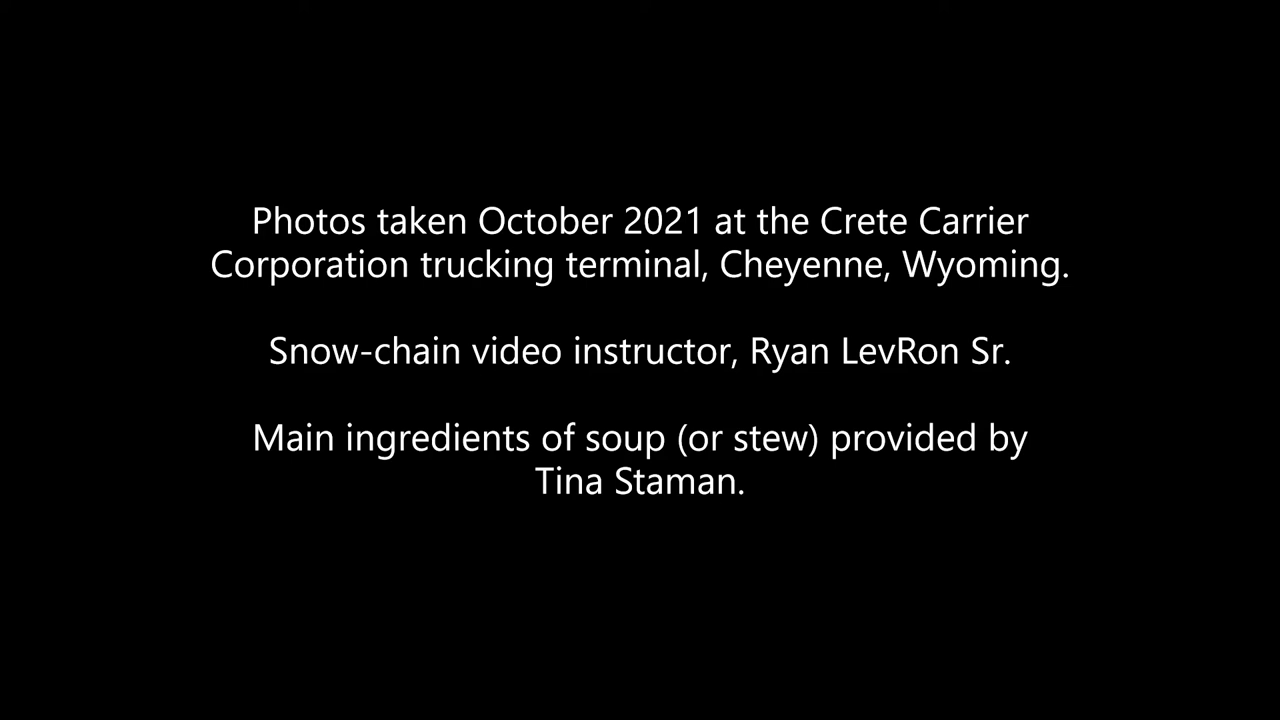 Photos taken October 2021 at the Crete Carrier
Corporation trucking terminal, Cheyenne, Wyoming.
Snow-chain video instructor, Ryan LevRon Sr.
Main ingredients of soup (or stew) provided by
Tina Staman.